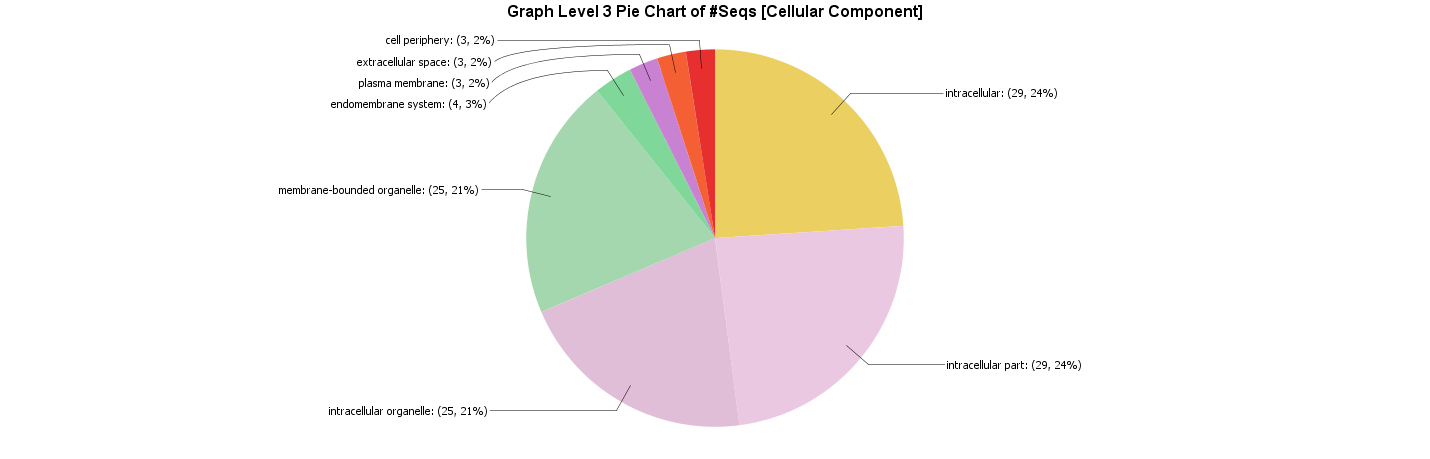 Graph Level 3 Pie Chart of #Seqs [Cellular Component]
cell periphery: (3, 2%)
extracellular space: (3, 2%)
plasma membrane: (3, 2%)
endomembrane system: (4, 3%)
intracellular: (29, 24%)
membrane-bounded organelle: (25, 21%)
intracellular part: (29, 24%)
intracellular organelle: (25, 21%)